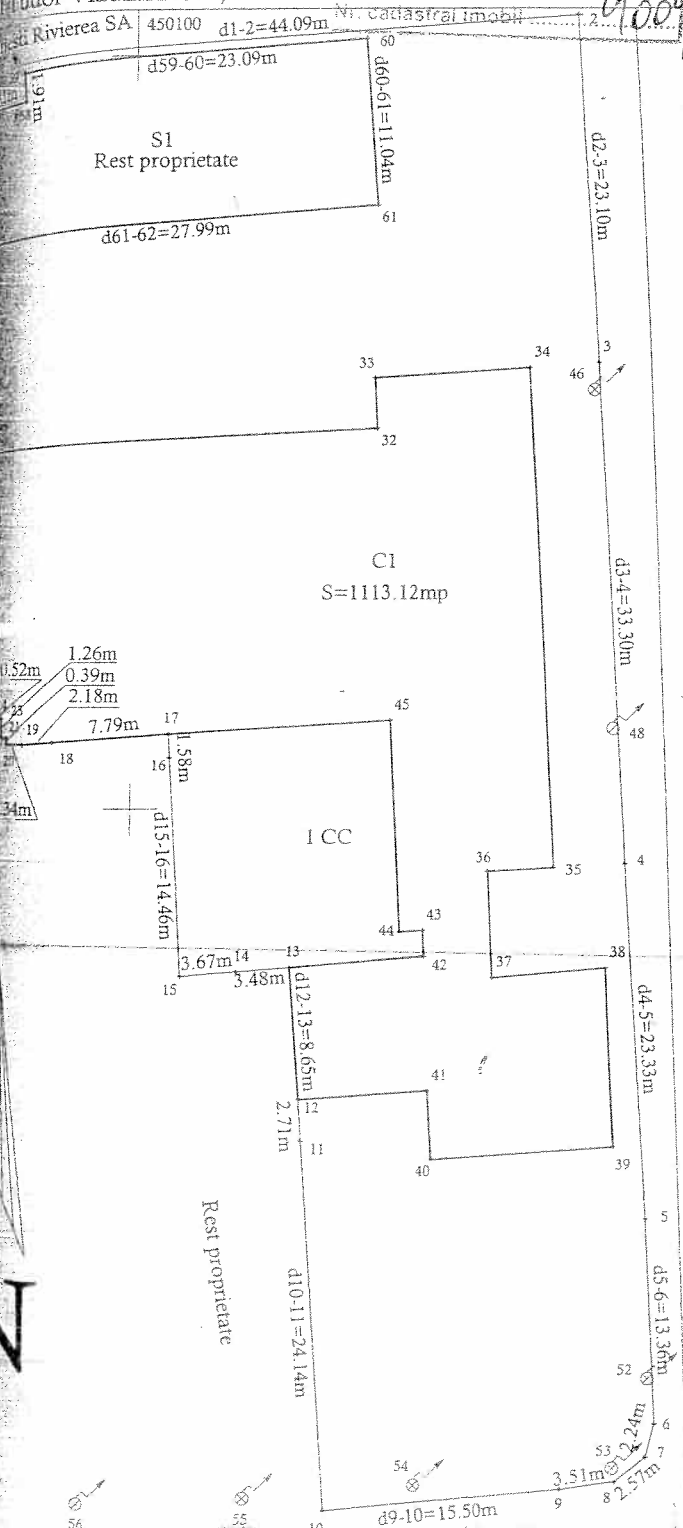 Rivierea SA 450100 d1-2=44.09m
Nr. cadastral imobil 2
d59-60=23.09m
60
d60-61=11.04m
S1
Rest proprietate
61
d61-62=27.99m
d2-3=23.10m
3
46
33
34
32
C1
S=1113.12mp
d3-4=33.30m
1.26m
0.52m
0.39m
2.18m
7.79m
23
21
19
18
17
45
48
1.58m
16
34m
1 CC
d15-16=14.46m
4
36
35
43
44
42
37
38
13
14
3.67m
3.48m
15
d12-13=8.65m
d4-5=23.33m
41
12
2.71m
11
40
39
Rest proprietate
5
d10-11=24.14m
d5-6=13.36m
N
52
6
2.24m
7
53
54
3.51m
8
2.57m
9
d9-10=15.50m
10
55
56